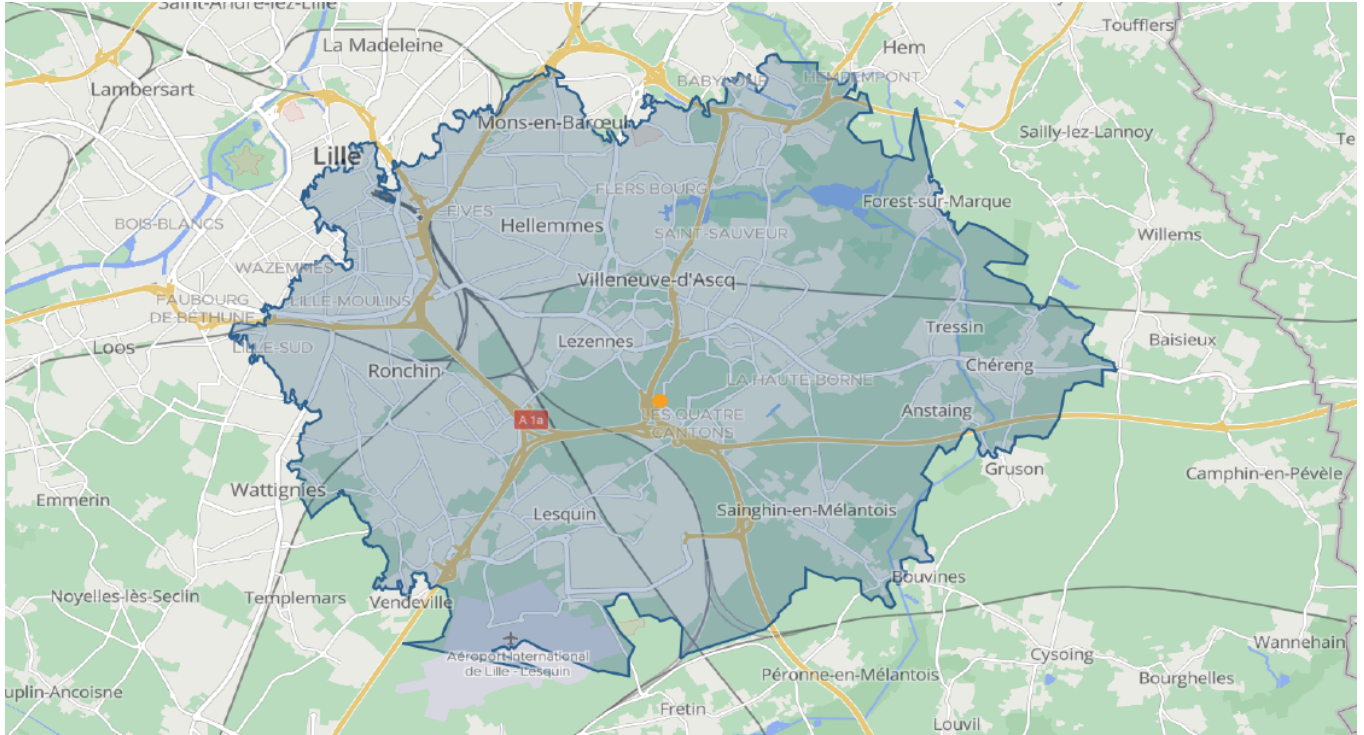 Saint-André-lez-Lille
Toufflers
La Madeleine
Hem
BABYLONE
HEMPEMPONT
Lambersart
Mons-en-Barœul
Sailly-lez-Lannoy
Lille
FLERS BOURG
Forest-sur-Marque
FIVES
BOIS-BLANCS
Hellemmes
SAINT-SAUVEUR
Willems
WAZEMMES
Villeneuve-d'Ascq
FAUBOURG
DE BÉTHUNE
LILLE-MOULINS
Tressin
Loos
LILLE-SUD
Lezennes
Baisieux
Ronchin
Chéreng
LA HAUTE BORNE
A 1a
LES QUATRE
CANTONS
Anstaing
Gruson
Camphin-en-Pévèle
Emmerin
Wattignies
Lesquin
Sainghin-en-Mélantois
Bouvines
Noyelles-lès-Seclin
Templemars
Vendeville
Aéroport International
de Lille - Lesquin
Wannehain
Cysoing
Péronne-en-Mélantois
Bourghelles
uplin-Ancoisne
Fretin
Louvil